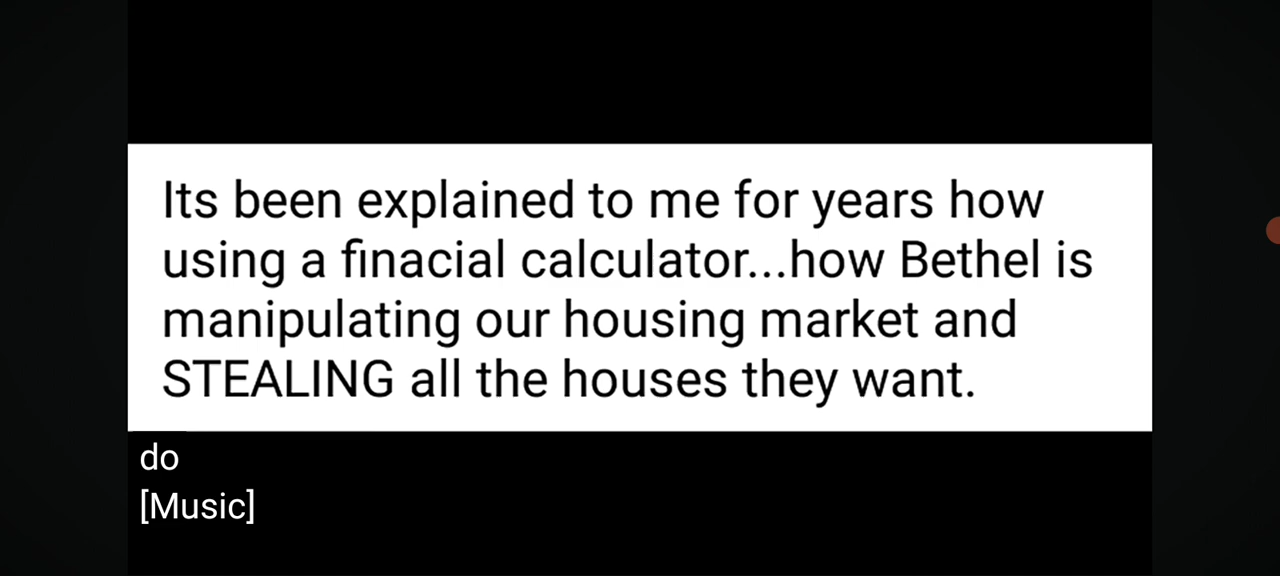 Its been explained to me for years how
using a finacial calculator...how Bethel is
manipulating our housing market and
STEALING all the houses they want.
do
[Music]